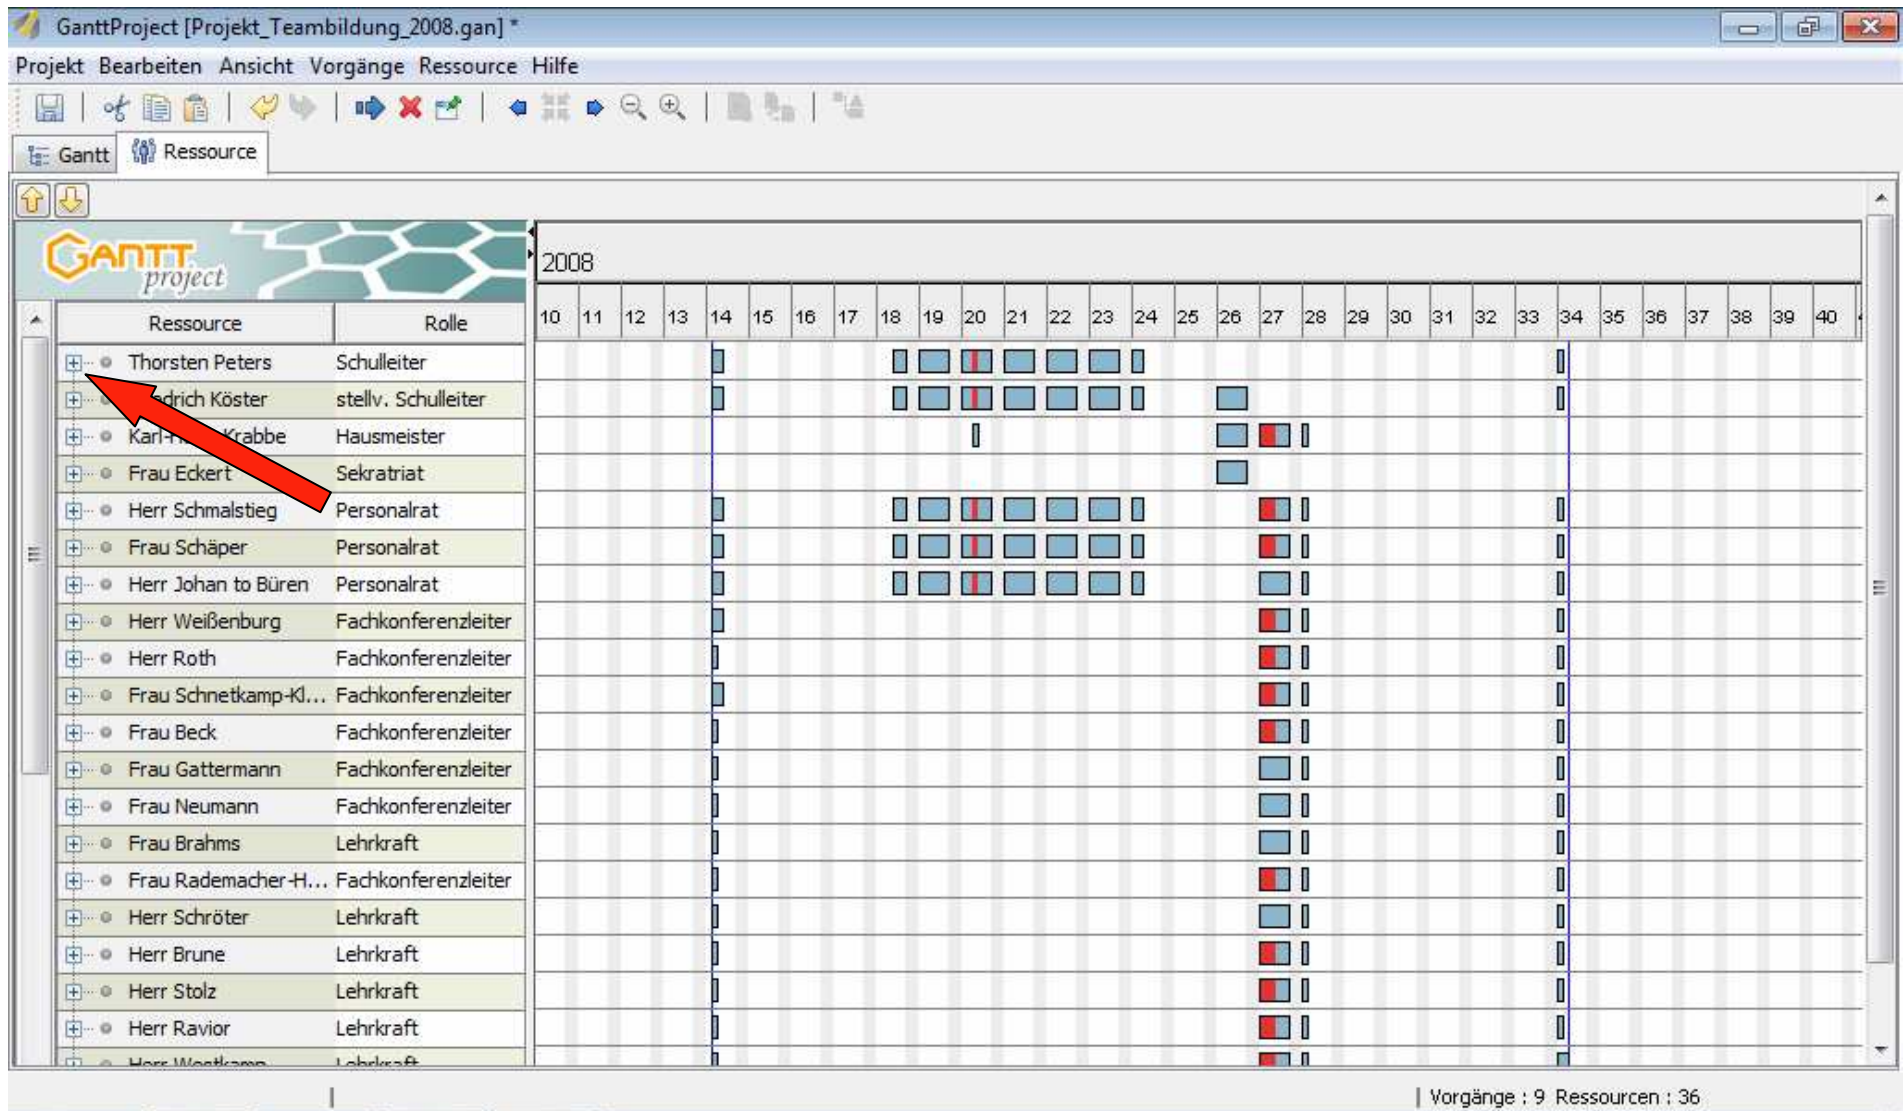 GanttProject [Projekt_Teambildung_2008.gan] *
Projekt Bearbeiten Ansicht Vorgänge Ressource Hilfe
Gantt Ressource
GANTT project
2008
Ressource Rolle 10 11 12 13 14 15 16 17 18 19 20 21 22 23 24 25 26 27 28 29 30 31 32 33 34 35 36 37 38 39 40
Thorsten Peters Schulleiter
Köster stellv. Schulleiter
Krabbe Hausmeister
Frau Eckert Sekratriat
Herr Schmalstieg Personalrat
Frau Schäper Personalrat
Herr Johan to Büren Personalrat
Herr Weißenburg Fachkonferenzleiter
Herr Roth Fachkonferenzleiter
Frau Schnetkamp-Kl... Fachkonferenzleiter
Frau Beck Fachkonferenzleiter
Frau Gattermann Fachkonferenzleiter
Frau Neumann Fachkonferenzleiter
Frau Brahms Lehrkraft
Frau Rademacher-H... Fachkonferenzleiter
Herr Schröter Lehrkraft
Herr Brune Lehrkraft
Herr Stolz Lehrkraft
Herr Ravior Lehrkraft
Herr Westkamp Lehrkraft
Vorgänge : 9 Ressourcen : 36